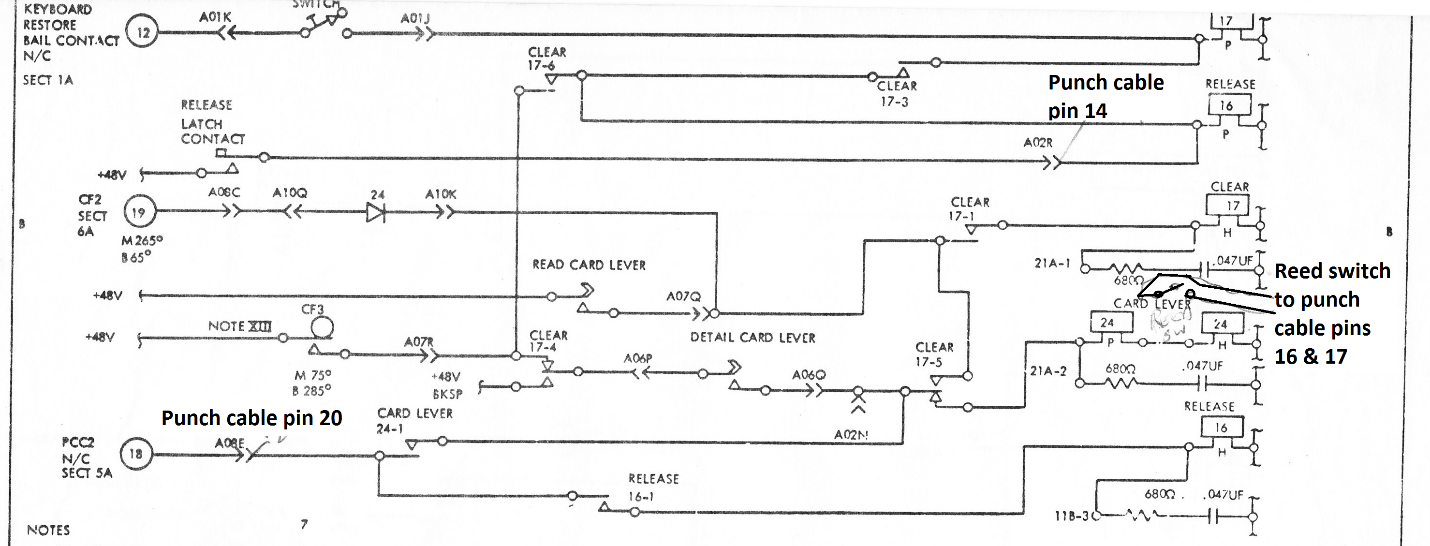 KEYBOARD
RESTORE
BAIL CONTACT
N/C
SECT 1A
12
A01K
SWITCH
A01J
17
P
CLEAR
17-6
CLEAR
17-3
Punch cable
pin 14
RELEASE
16
P
RELEASE
LATCH
CONTACT
A02R
+48V
CF2
SECT
6A
19
M 265°
B 65°
A08C
A10Q
24
A10K
B
CLEAR
17-1
CLEAR
17
H
B
21A-1
680Ω
.047UF
Reed switch
to punch
cable pins
16 & 17
READ CARD LEVER
+48V
A07Q
CARD LEVER
24
P
24
H
+48V
NOTE XIII
CF3
M 75°
B 285°
A07R
CLEAR
17-4
+48V
BKSP
A06P
DETAIL CARD LEVER
A06Q
CLEAR
17-5
21A-2
680Ω
.047UF
A02N
Punch cable pin 20
PCC2
N/C
SECT 5A
18
A08E
CARD LEVER
24-1
RELEASE
16
H
RELEASE
16-1
680Ω
.047UF
11B-3
NOTES
7